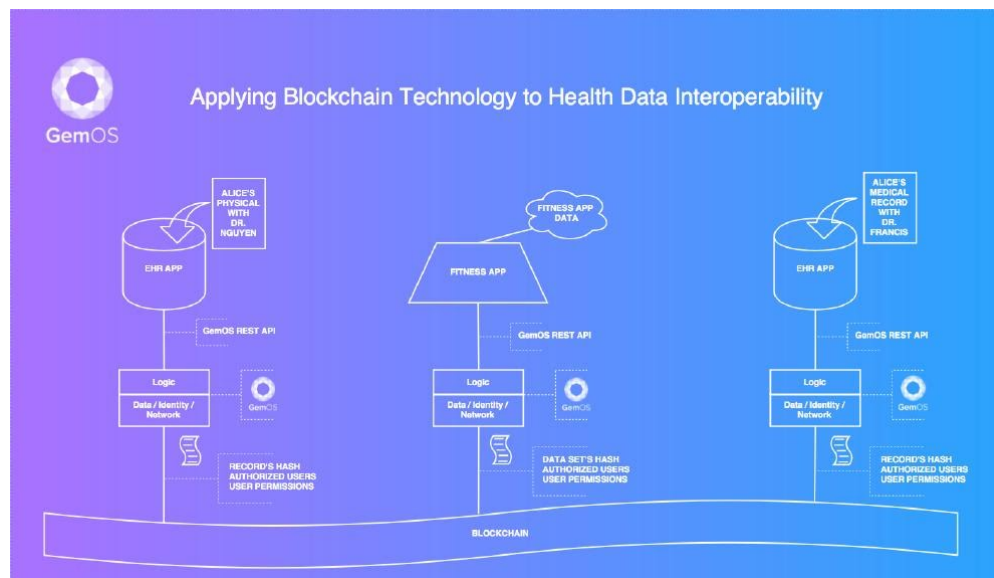 GemOS
Applying Blockchain Technology to Health Data Interoperability
ALICE'S
PHYSICAL
WITH
DR.
NGUYEN
EHR APP
GemOS REST API
Logic
Data / Identity /
Network
GemOS
RECORD'S HASH
AUTHORIZED USERS
USER PERMISSIONS
FITNESS APP
DATA
FITNESS APP
GemOS REST API
Logic
Data / Identity /
Network
GemOS
DATA SET'S HASH
AUTHORIZED USERS
USER PERMISSIONS
ALICE'S
MEDICAL
RECORD
WITH
DR.
FRANCIS
EHR APP
GemOS REST API
Logic
Data / Identity /
Network
GemOS
RECORD'S HASH
AUTHORIZED USERS
USER PERMISSIONS
BLOCKCHAIN